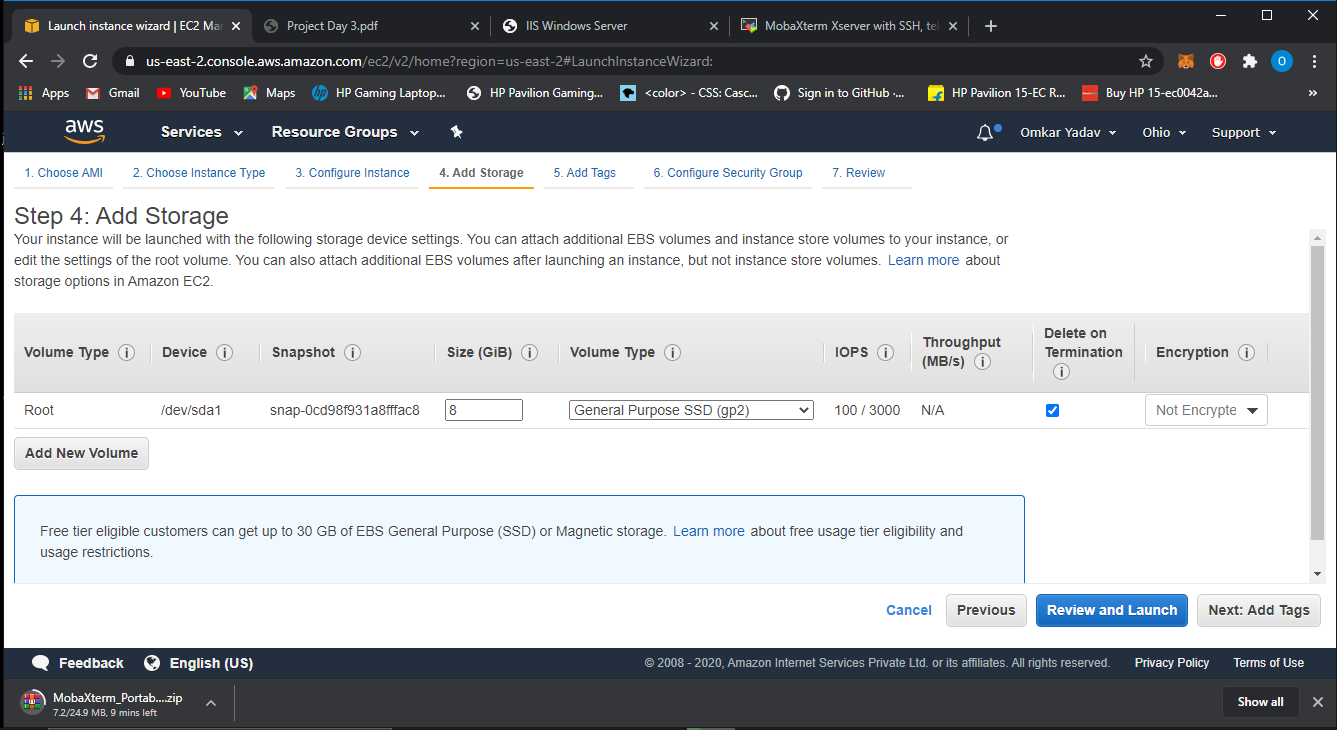 Launch instance wizard | EC2 Ma
Project Day 3.pdf
IIS Windows Server
MobaXterm Xserver with SSH, tel
us-east-2.console.aws.amazon.com/ec2/v2/home?region=us-east-2#LaunchInstanceWizard:
O
Apps
Gmail
YouTube
Maps
HP Gaming Laptop...
HP Pavilion Gaming...
<color> - CSS: Casc...
Sign in to GitHub ·...
HP Pavilion 15-EC R...
Buy HP 15-ec0042a...
»
aws
Services
Resource Groups
Omkar Yadav
Ohio
Support
1. Choose AMI
2. Choose Instance Type
3. Configure Instance
4. Add Storage
5. Add Tags
6. Configure Security Group
7. Review
Step 4: Add Storage
Your instance will be launched with the following storage device settings. You can attach additional EBS volumes and instance store volumes to your instance, or
edit the settings of the root volume. You can also attach additional EBS volumes after launching an instance, but not instance store volumes. Learn more about
storage options in Amazon EC2.
Volume Type
Device
Snapshot
Size (GiB)
Volume Type
IOPS
Throughput
(MB/s)
Delete on
Termination
Encryption
Root
/dev/sda1
snap-0cd98f931a8fffac8
8
General Purpose SSD (gp2)
100 / 3000
N/A
Not Encrypte
Add New Volume
Free tier eligible customers can get up to 30 GB of EBS General Purpose (SSD) or Magnetic storage. Learn more about free usage tier eligibility and
usage restrictions.
Cancel
Previous
Review and Launch
Next: Add Tags
Feedback
English (US)
© 2008 - 2020, Amazon Internet Services Private Ltd. or its affiliates. All rights reserved.
Privacy Policy
Terms of Use
MobaXterm_Portab....zip
7.2/24.9 MB, 9 mins left
Show all